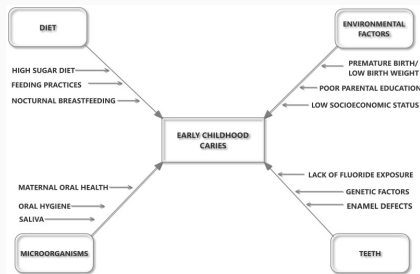 DIET
HIGH SUGAR DIET
FEEDING PRACTICES
NOCTURNAL BREASTFEEDING
ENVIRONMENTAL
FACTORS
PREMATURE BIRTH/
LOW BIRTH WEIGHT
POOR PARENTAL EDUCATION
LOW SOCIOECONOMIC STATUS
EARLY CHILDHOOD
CARIES
MATERNAL ORAL HEALTH
ORAL HYGIENE
SALIVA
MICROORGANISMS
LACK OF FLUORIDE EXPOSURE
GENETIC FACTORS
ENAMEL DEFECTS
TEETH